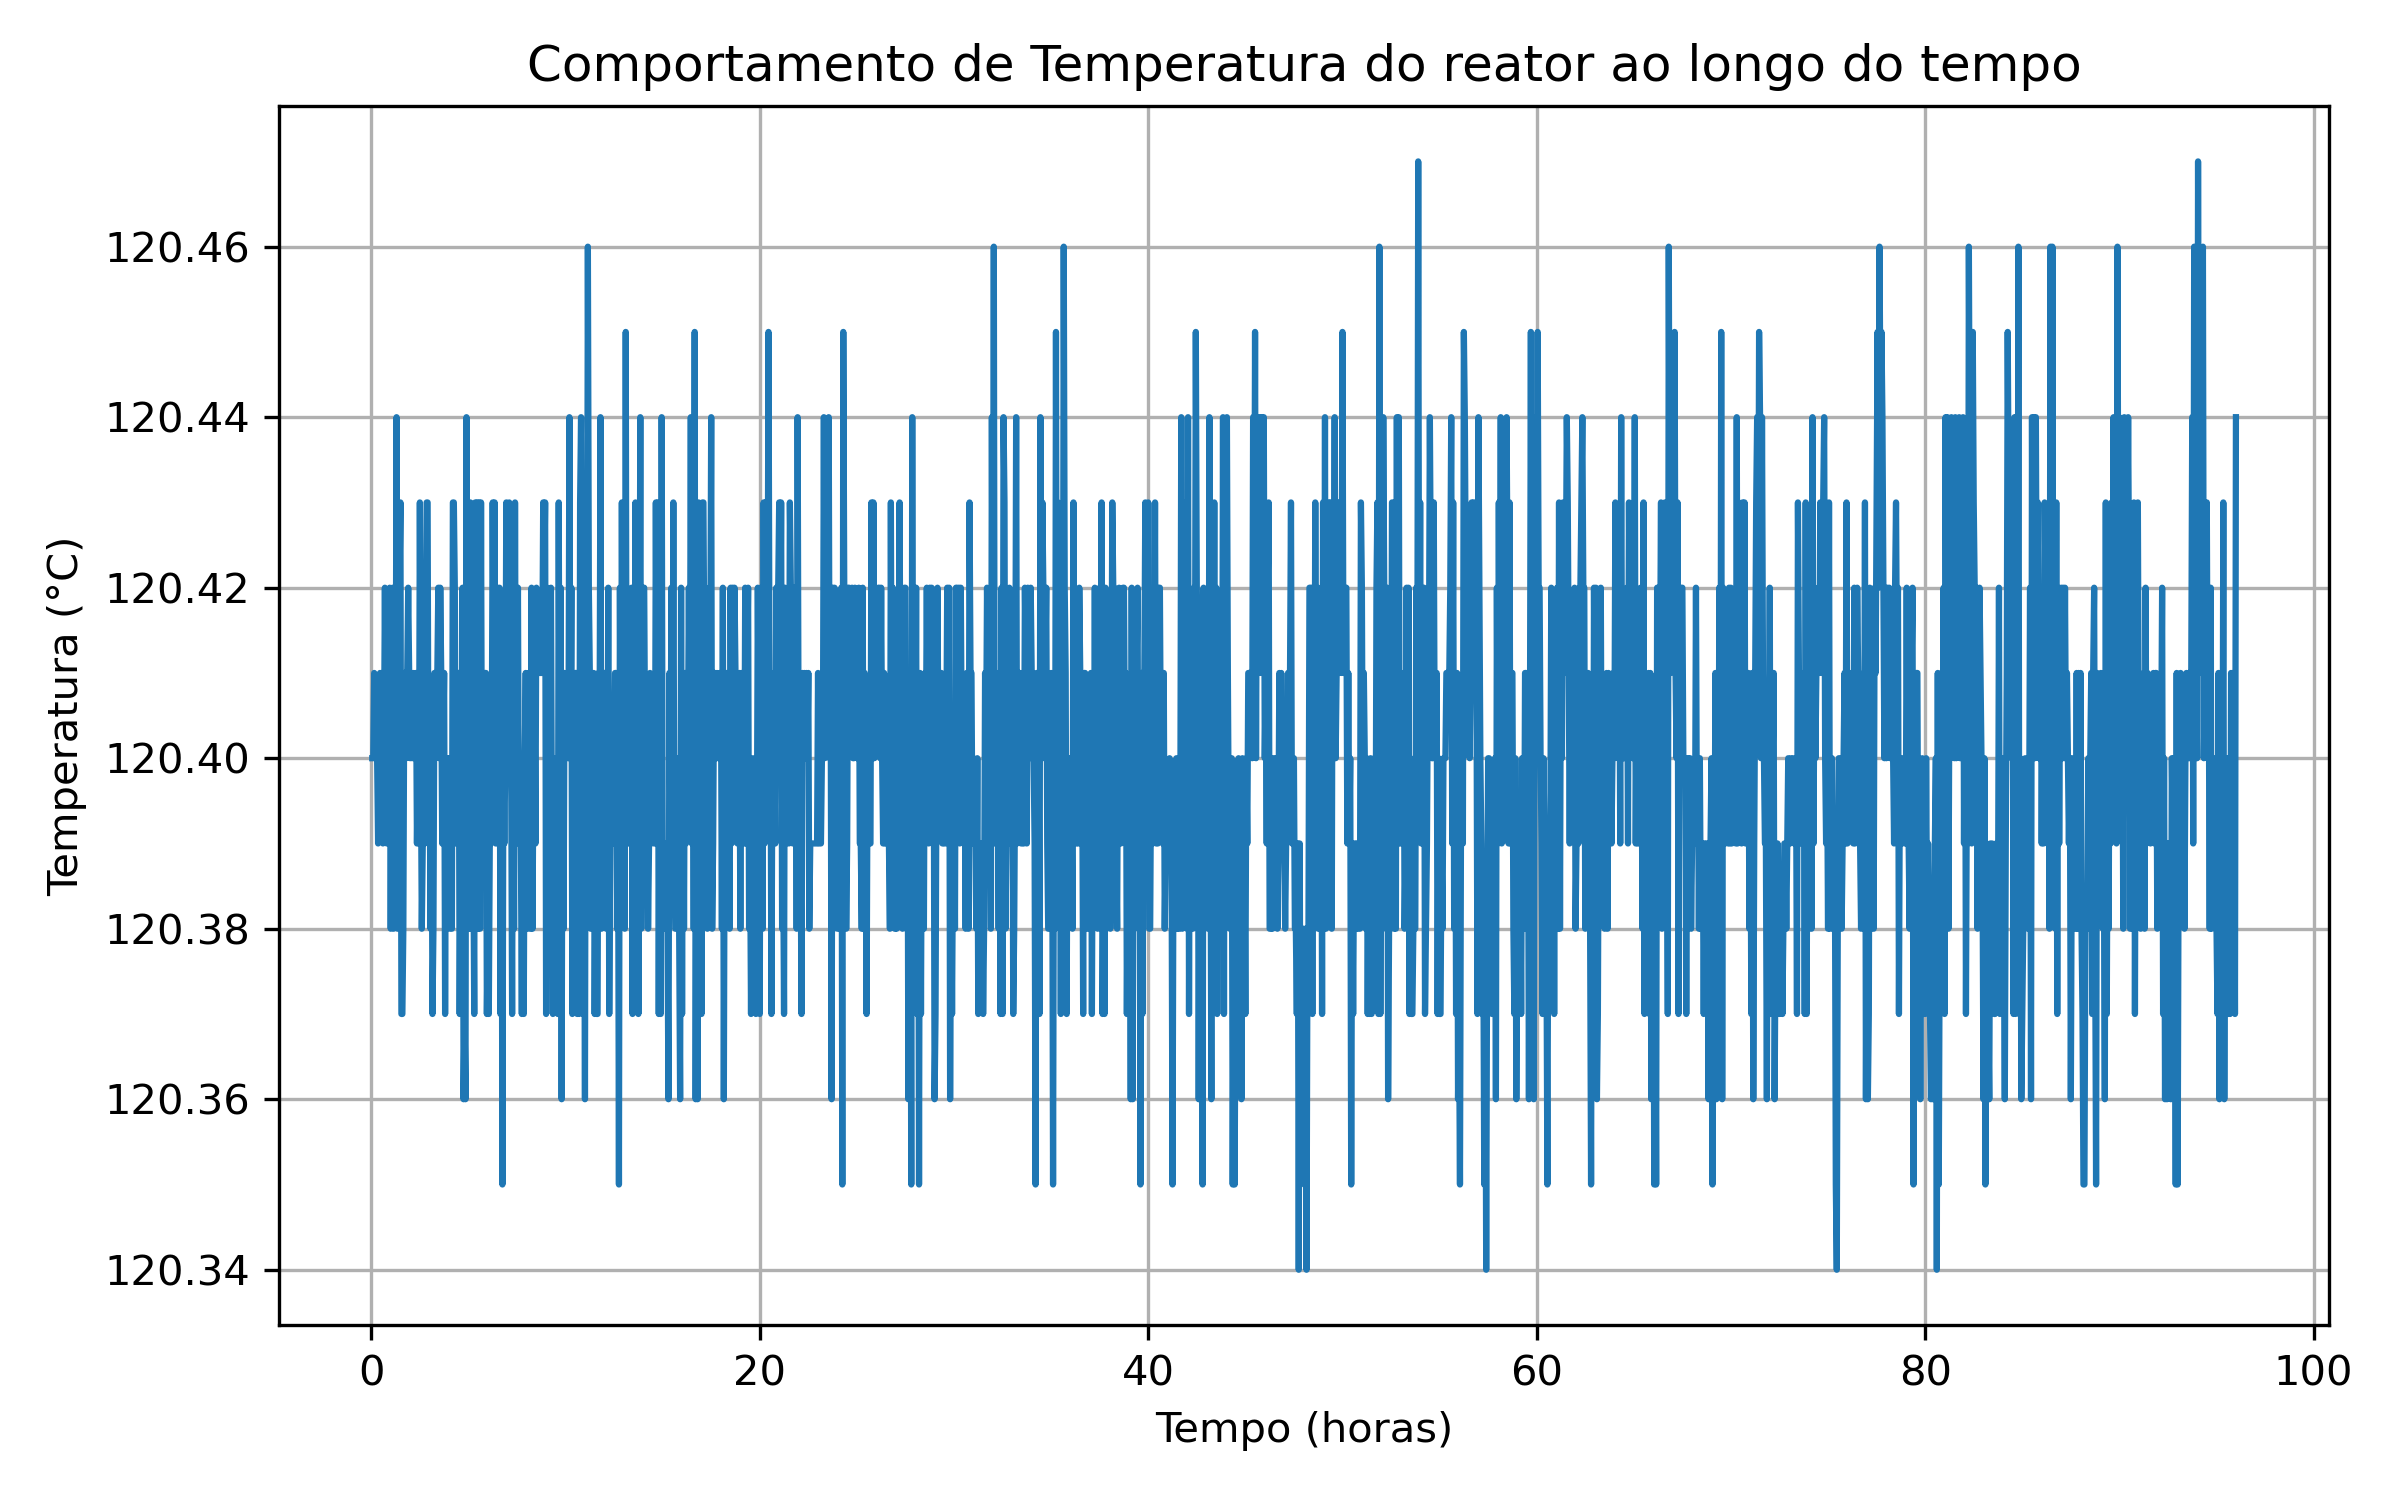 Comportamento de Temperatura do reator ao longo do tempo
Temperatura (°C)
120.46
120.44
120.42
120.40
120.38
120.36
120.34
0 20 40 60 80 100
Tempo (horas)